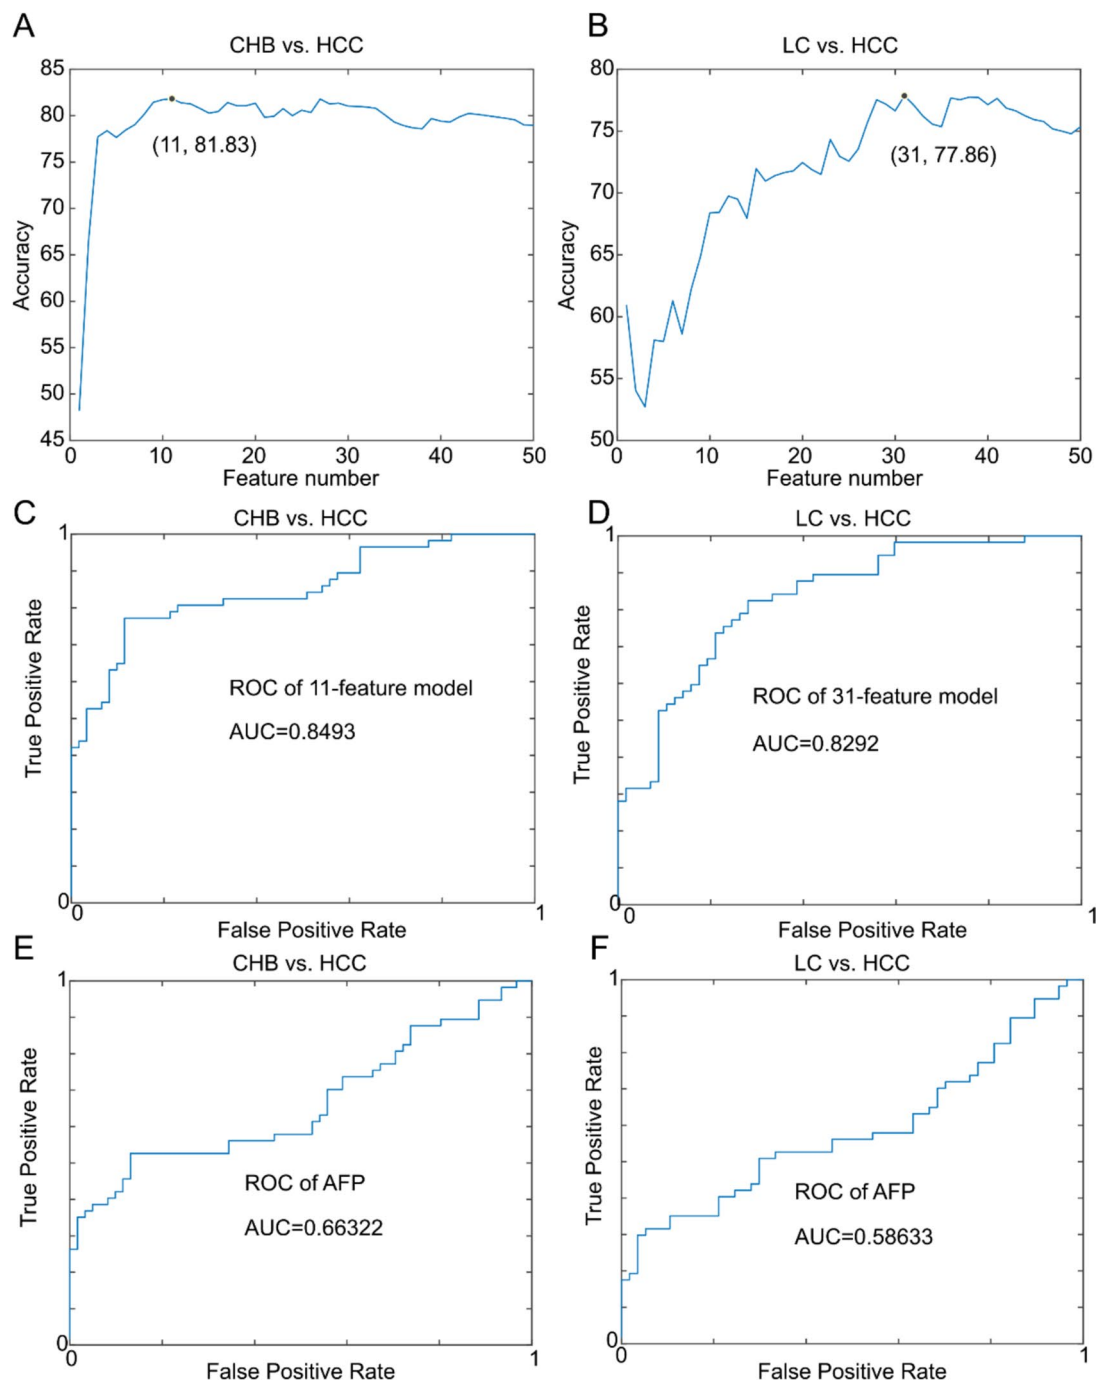 A
CHB vs. HCC
85
80
75
70
65
60
55
50
45
Accuracy
(11, 81.83)
0 10 20 30 40 50
Feature number
B
LC vs. HCC
80
75
70
65
60
55
50
Accuracy
(31, 77.86)
0 10 20 30 40 50
Feature number
C
CHB vs. HCC
1
True Positive Rate
ROC of 11-feature model
AUC=0.8493
0
0 1
False Positive Rate
D
LC vs. HCC
1
True Positive Rate
ROC of 31-feature model
AUC=0.8292
0
0 1
False Positive Rate
E
CHB vs. HCC
1
True Positive Rate
ROC of AFP
AUC=0.66322
0
0 1
False Positive Rate
F
LC vs. HCC
1
True Positive Rate
ROC of AFP
AUC=0.58633
0
0 1
False Positive Rate